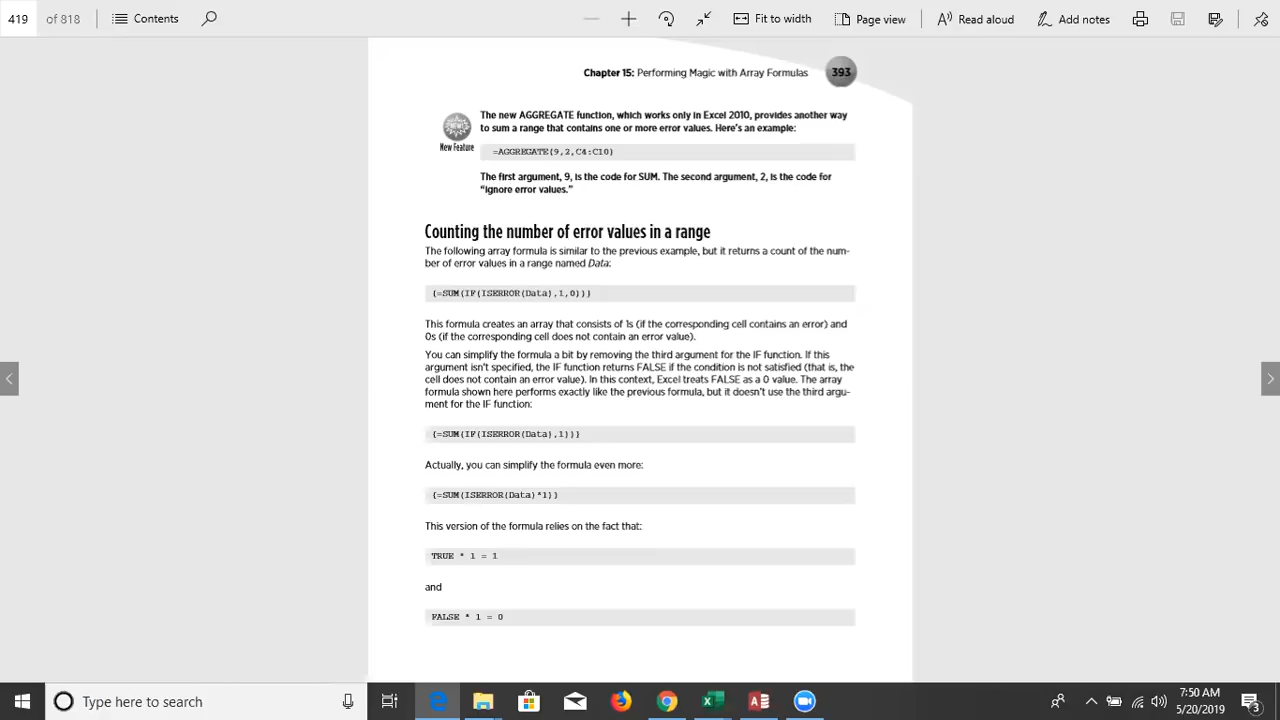 419 of 818 Contents Fit to width Page view Read aloud Add notes
Chapter 15: Performing Magic with Array Formulas 393
The new AGGREGATE function, which works only in Excel 2010, provides another way
to sum a range that contains one or more error values. Here's an example:
NEW
New Feature
=AGGREGATE(9,2,C4:C10)
The first argument, 9, is the code for SUM. The second argument, 2, is the code for
“ignore error values.”
Counting the number of error values in a range
The following array formula is similar to the previous example, but it returns a count of the num-
ber of error values in a range named Data:
{=SUM(IF(ISERROR(Data),1,0))}
This formula creates an array that consists of 1s (if the corresponding cell contains an error) and
0s (if the corresponding cell does not contain an error value).
You can simplify the formula a bit by removing the third argument for the IF function. If this
argument isn't specified, the IF function returns FALSE if the condition is not satisfied (that is, the
cell does not contain an error value). In this context, Excel treats FALSE as a 0 value. The array
formula shown here performs exactly like the previous formula, but it doesn't use the third argu-
ment for the IF function:
{=SUM(IF(ISERROR(Data),1))}
Actually, you can simplify the formula even more:
{=SUM(ISERROR(Data)*1)}
This version of the formula relies on the fact that:
TRUE * 1 = 1
and
FALSE * 1 = 0
Type here to search
7:50 AM
5/20/2019
3